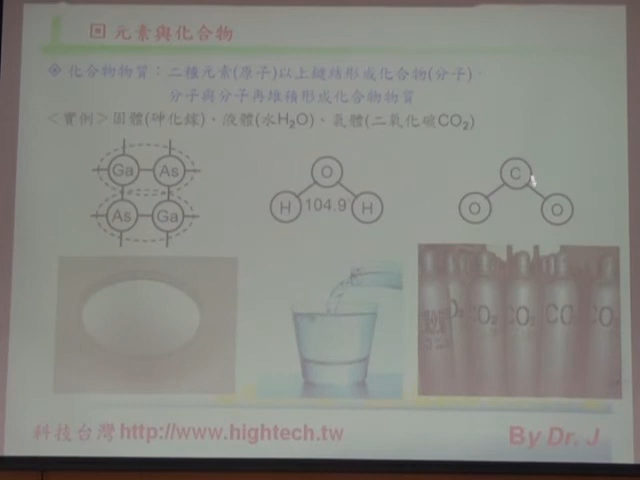 元素與化合物
化合物物質：二種元素(原子)以上鍵結形成化合物(分子)，
分子與分子再堆積形成化合物物質
＜實例＞固體(砷化鎵)、液體(水H2O)、氣體(二氧化碳CO2)
Ga As
As Ga
O
H 104.9° H
C
O O
CO2 CO2 CO2 CO2
科技台灣 http://www.hightech.tw
By Dr. J